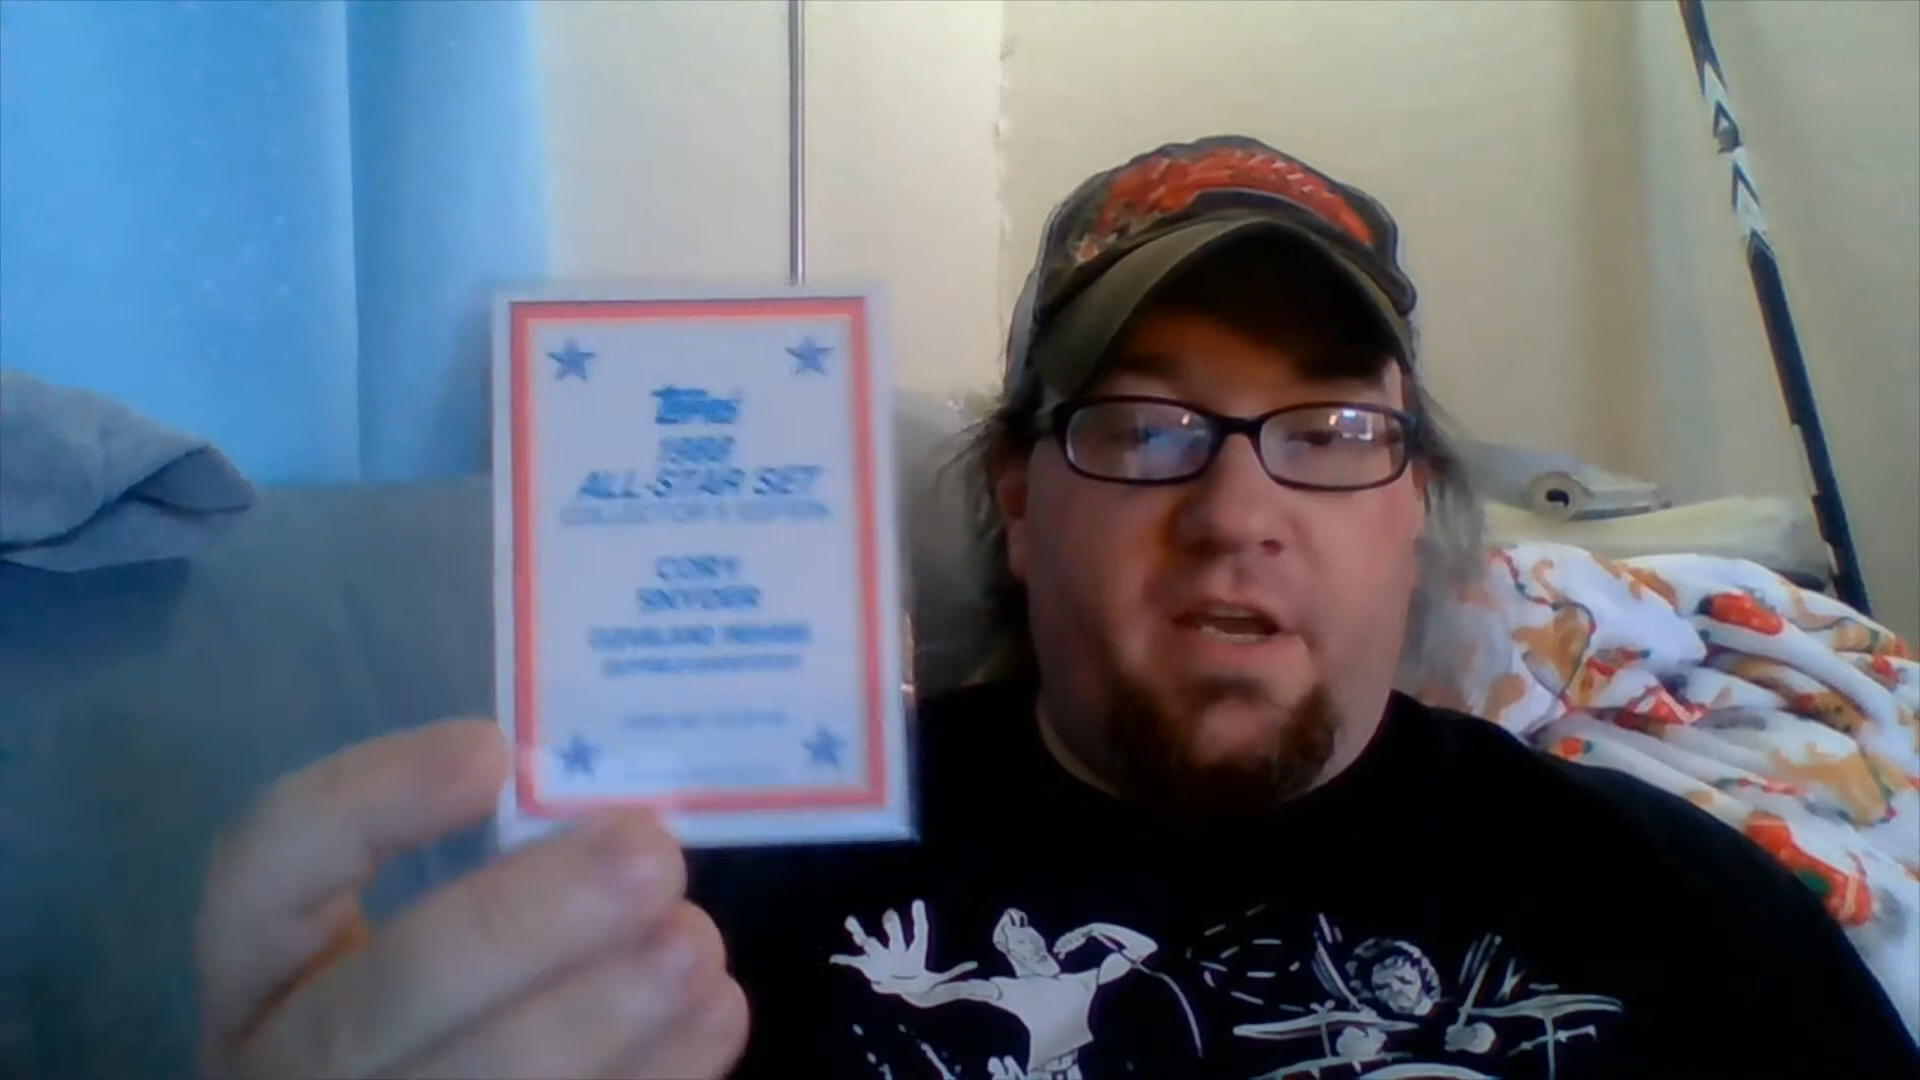 Topps
1988
ALL-STAR SET
COLLECTOR'S EDITION
CORY
SNYDER
CLEVELAND INDIANS